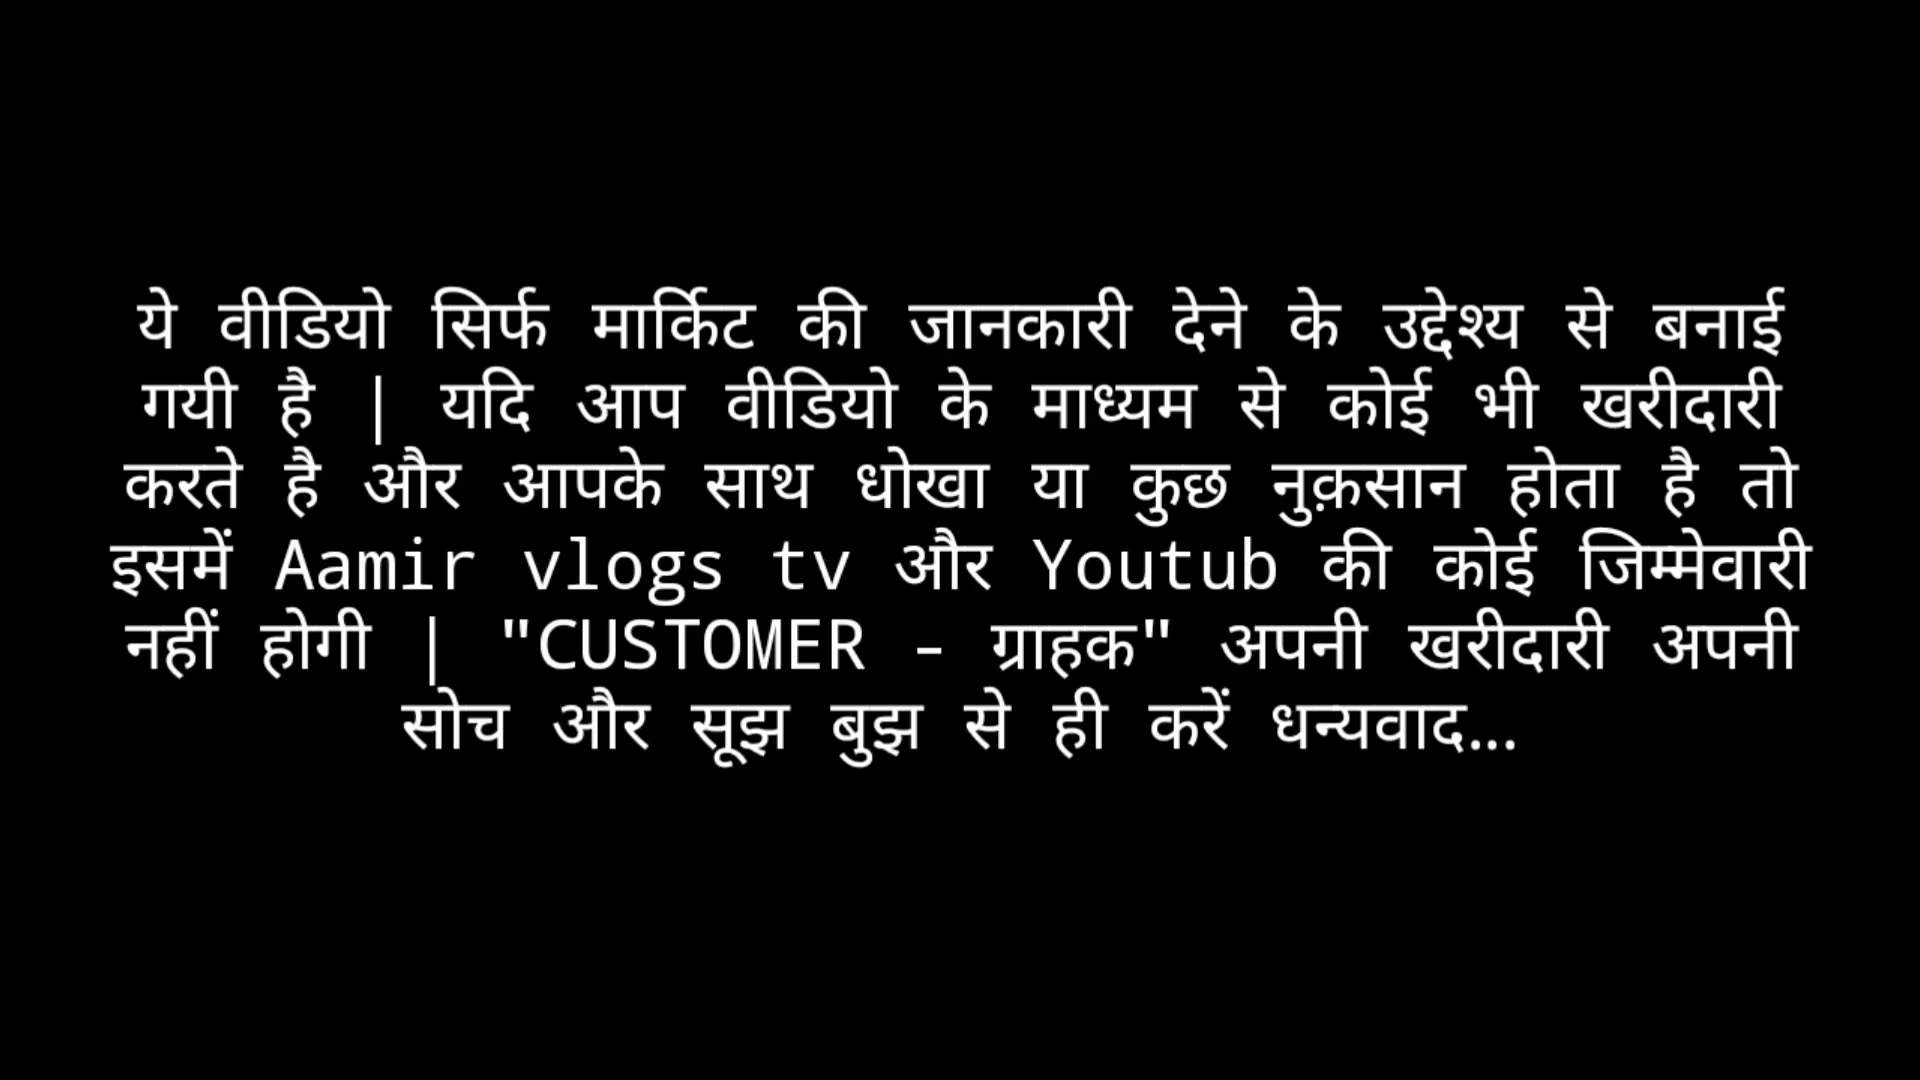 ये वीडियो सिर्फ मार्किट की जानकारी देने के उद्देश्य से बनाई
गयी है | यदि आप वीडियो के माध्यम से कोई भी खरीदारी
करते है और आपके साथ धोखा या कुछ नुक़सान होता है तो
इसमें Aamir vlogs tv और Youtub की कोई जिम्मेवारी
नहीं होगी | "CUSTOMER - ग्राहक" अपनी खरीदारी अपनी
सोच और सूझ बुझ से ही करें धन्यवाद...